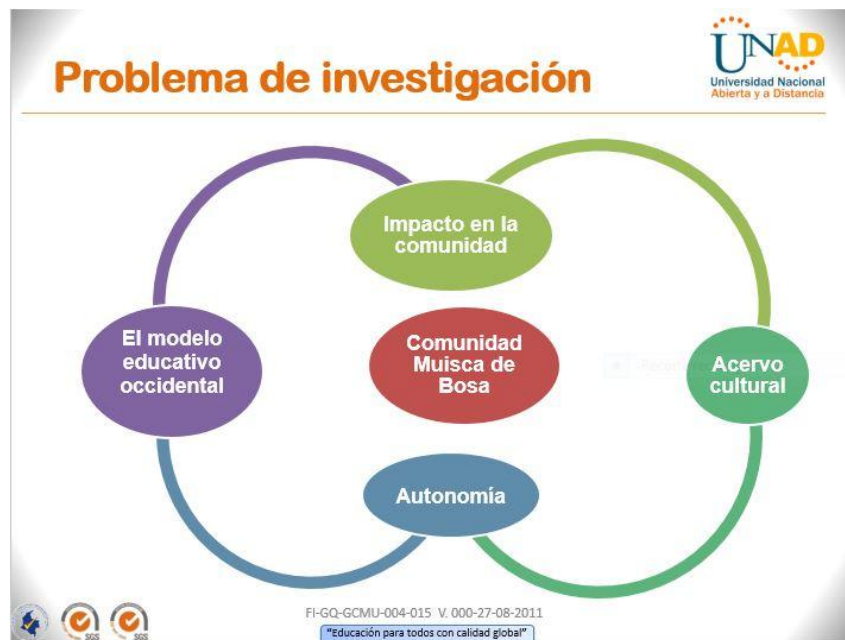 Problema de investigación
UNAD
Universidad Nacional
Abierta y a Distancia
Impacto en la
comunidad
El modelo
educativo
occidental
Comunidad
Muisca de
Bosa
Acervo
cultural
Autonomía
FI-GQ-GCMU-004-015 V. 000-27-08-2011
"Educación para todos con calidad global"
SGS
SGS